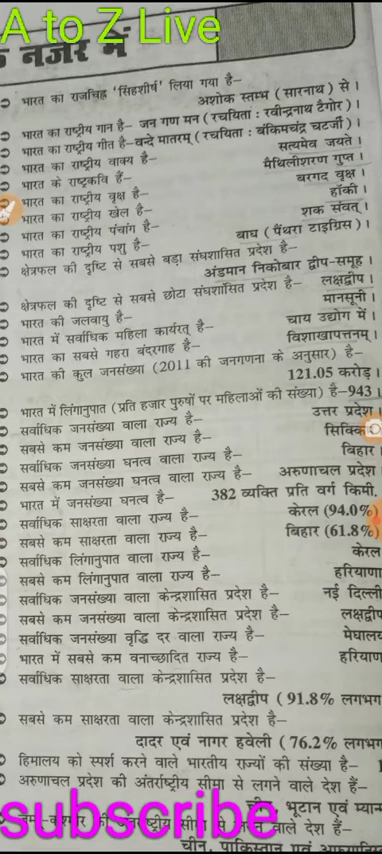 A to Z Live
नजर में
भारत का राजचिह्न 'सिंहशीर्ष' लिया गया है–
अशोक स्तम्भ (सारनाथ) से।
भारत का राष्ट्रीय गान है– जन गण मन (रचयिता : रवीन्द्रनाथ टैगोर)।
भारत का राष्ट्रीय गीत है–वन्दे मातरम् (रचयिता : बंकिमचंद्र चटर्जी)।
भारत का राष्ट्रीय वाक्य है– सत्यमेव जयते।
भारत के राष्ट्रकवि हैं– मैथिलीशरण गुप्त।
भारत का राष्ट्रीय वृक्ष है– बरगद वृक्ष।
भारत का राष्ट्रीय खेल है– हॉकी।
भारत का राष्ट्रीय पंचांग है– शक संवत्।
भारत का राष्ट्रीय पशु है– बाघ (पैंथरा टाइग्रिस)।
क्षेत्रफल की दृष्टि से सबसे बड़ा संघशासित प्रदेश है–
अंडमान निकोबार द्वीप-समूह।
क्षेत्रफल की दृष्टि से सबसे छोटा संघशासित प्रदेश है– लक्षद्वीप।
भारत की जलवायु है– मानसूनी।
भारत में सर्वाधिक महिला कार्यरत् है– चाय उद्योग में।
भारत का सबसे गहरा बंदरगाह है– विशाखापत्तनम्।
भारत की कुल जनसंख्या (2011 की जनगणना के अनुसार) है–
121.05 करोड़।
भारत में लिंगानुपात (प्रति हजार पुरुषों पर महिलाओं की संख्या) है–943।
सर्वाधिक जनसंख्या वाला राज्य है– उत्तर प्रदेश।
सबसे कम जनसंख्या वाला राज्य है– सिक्कि
सर्वाधिक जनसंख्या घनत्व वाला राज्य है– बिहार।
सबसे कम जनसंख्या घनत्व वाला राज्य है– अरुणाचल प्रदेश
भारत में जनसंख्या घनत्व है– 382 व्यक्ति प्रति वर्ग किमी.
सर्वाधिक साक्षरता वाला राज्य है– केरल (94.0%)
सबसे कम साक्षरता वाला राज्य है– बिहार (61.8%)
सर्वाधिक लिंगानुपात वाला राज्य है– केरल
सबसे कम लिंगानुपात वाला राज्य है– हरियाणा
सर्वाधिक जनसंख्या वाला केन्द्रशासित प्रदेश है– नई दिल्ली
सबसे कम जनसंख्या वाला केन्द्रशासित प्रदेश है– लक्षद्वीप
सर्वाधिक जनसंख्या वृद्धि दर वाला राज्य है– मेघालय
भारत में सबसे कम वनाच्छादित राज्य है– हरियाण
सर्वाधिक साक्षरता वाला केन्द्रशासित प्रदेश है–
लक्षद्वीप (91.8% लगभग
सबसे कम साक्षरता वाला केन्द्रशासित प्रदेश है–
दादर एवं नागर हवेली (76.2% लगभग
हिमालय को स्पर्श करने वाले भारतीय राज्यों की संख्या है–
अरुणाचल प्रदेश की अंतर्राष्ट्रीय सीमा से लगने वाले देश हैं–
चीन, भूटान एवं म्यान
की सीमा से वाले देश हैं–
subscribe
चीन, पाकिस्तान एवं